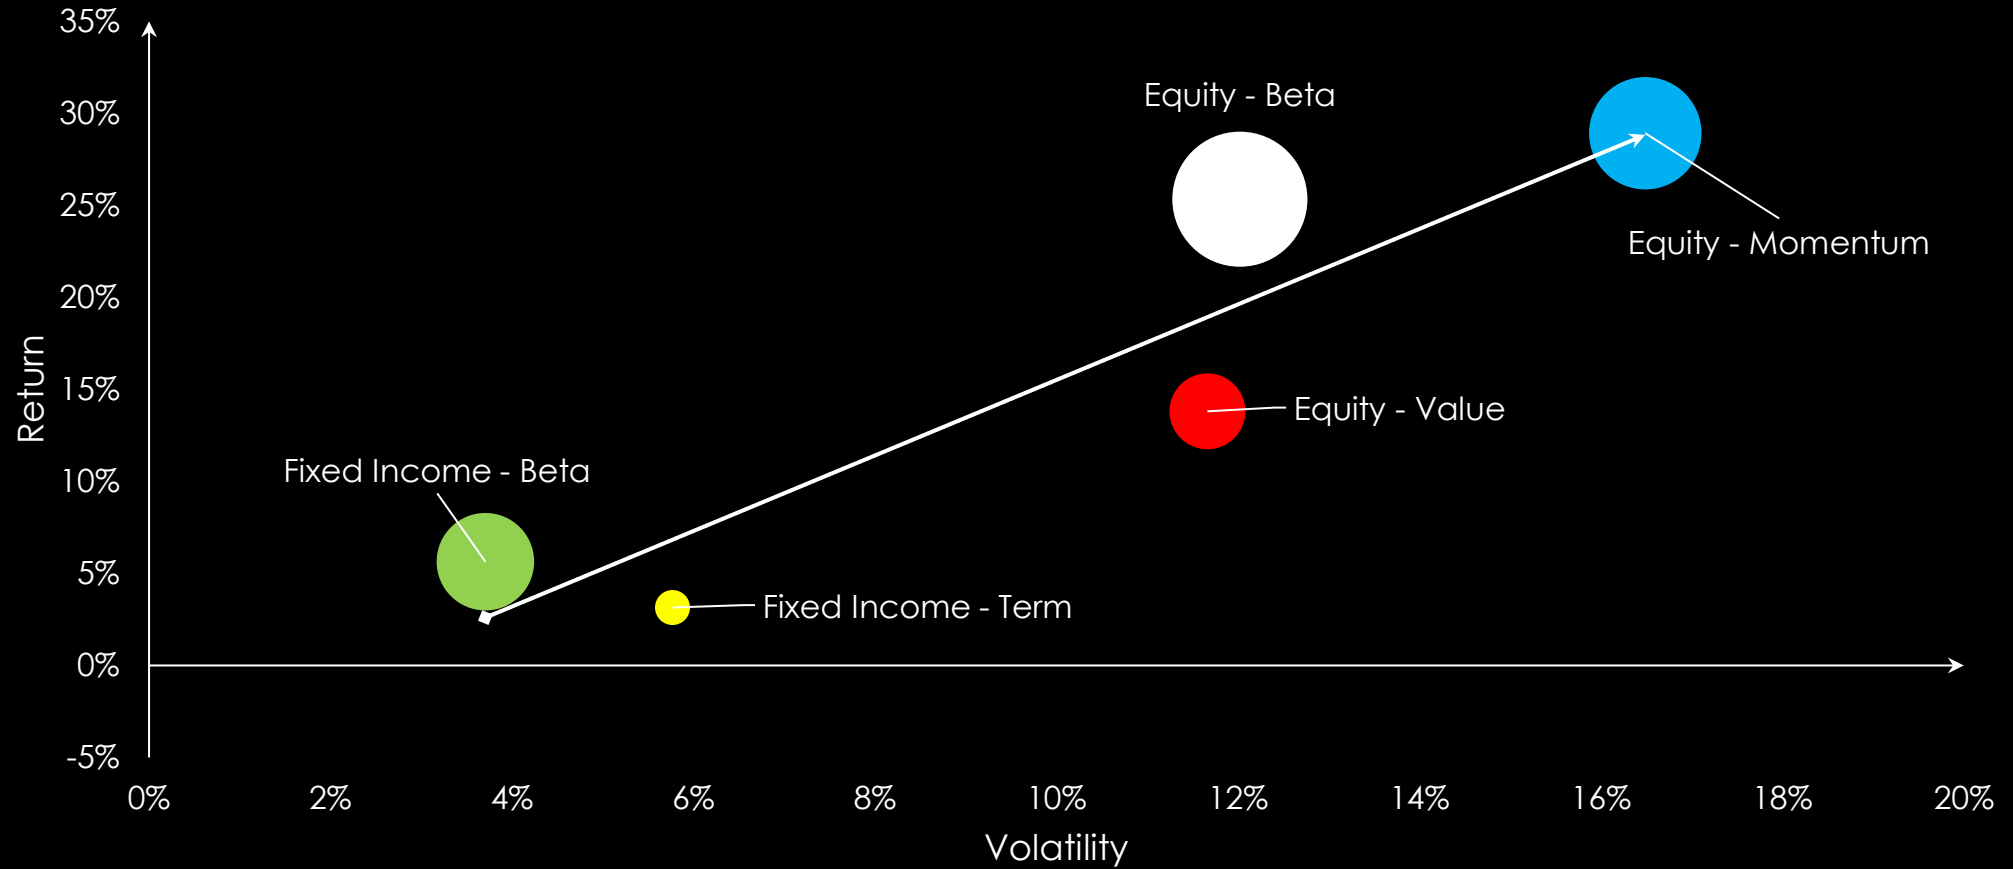 35%
30%
25%
20%
15%
10%
5%
0%
-5%
Return
Equity - Beta
Equity - Momentum
Equity - Value
Fixed Income - Beta
Fixed Income - Term
0%
2%
4%
6%
8%
10%
12%
14%
16%
18%
20%
Volatility